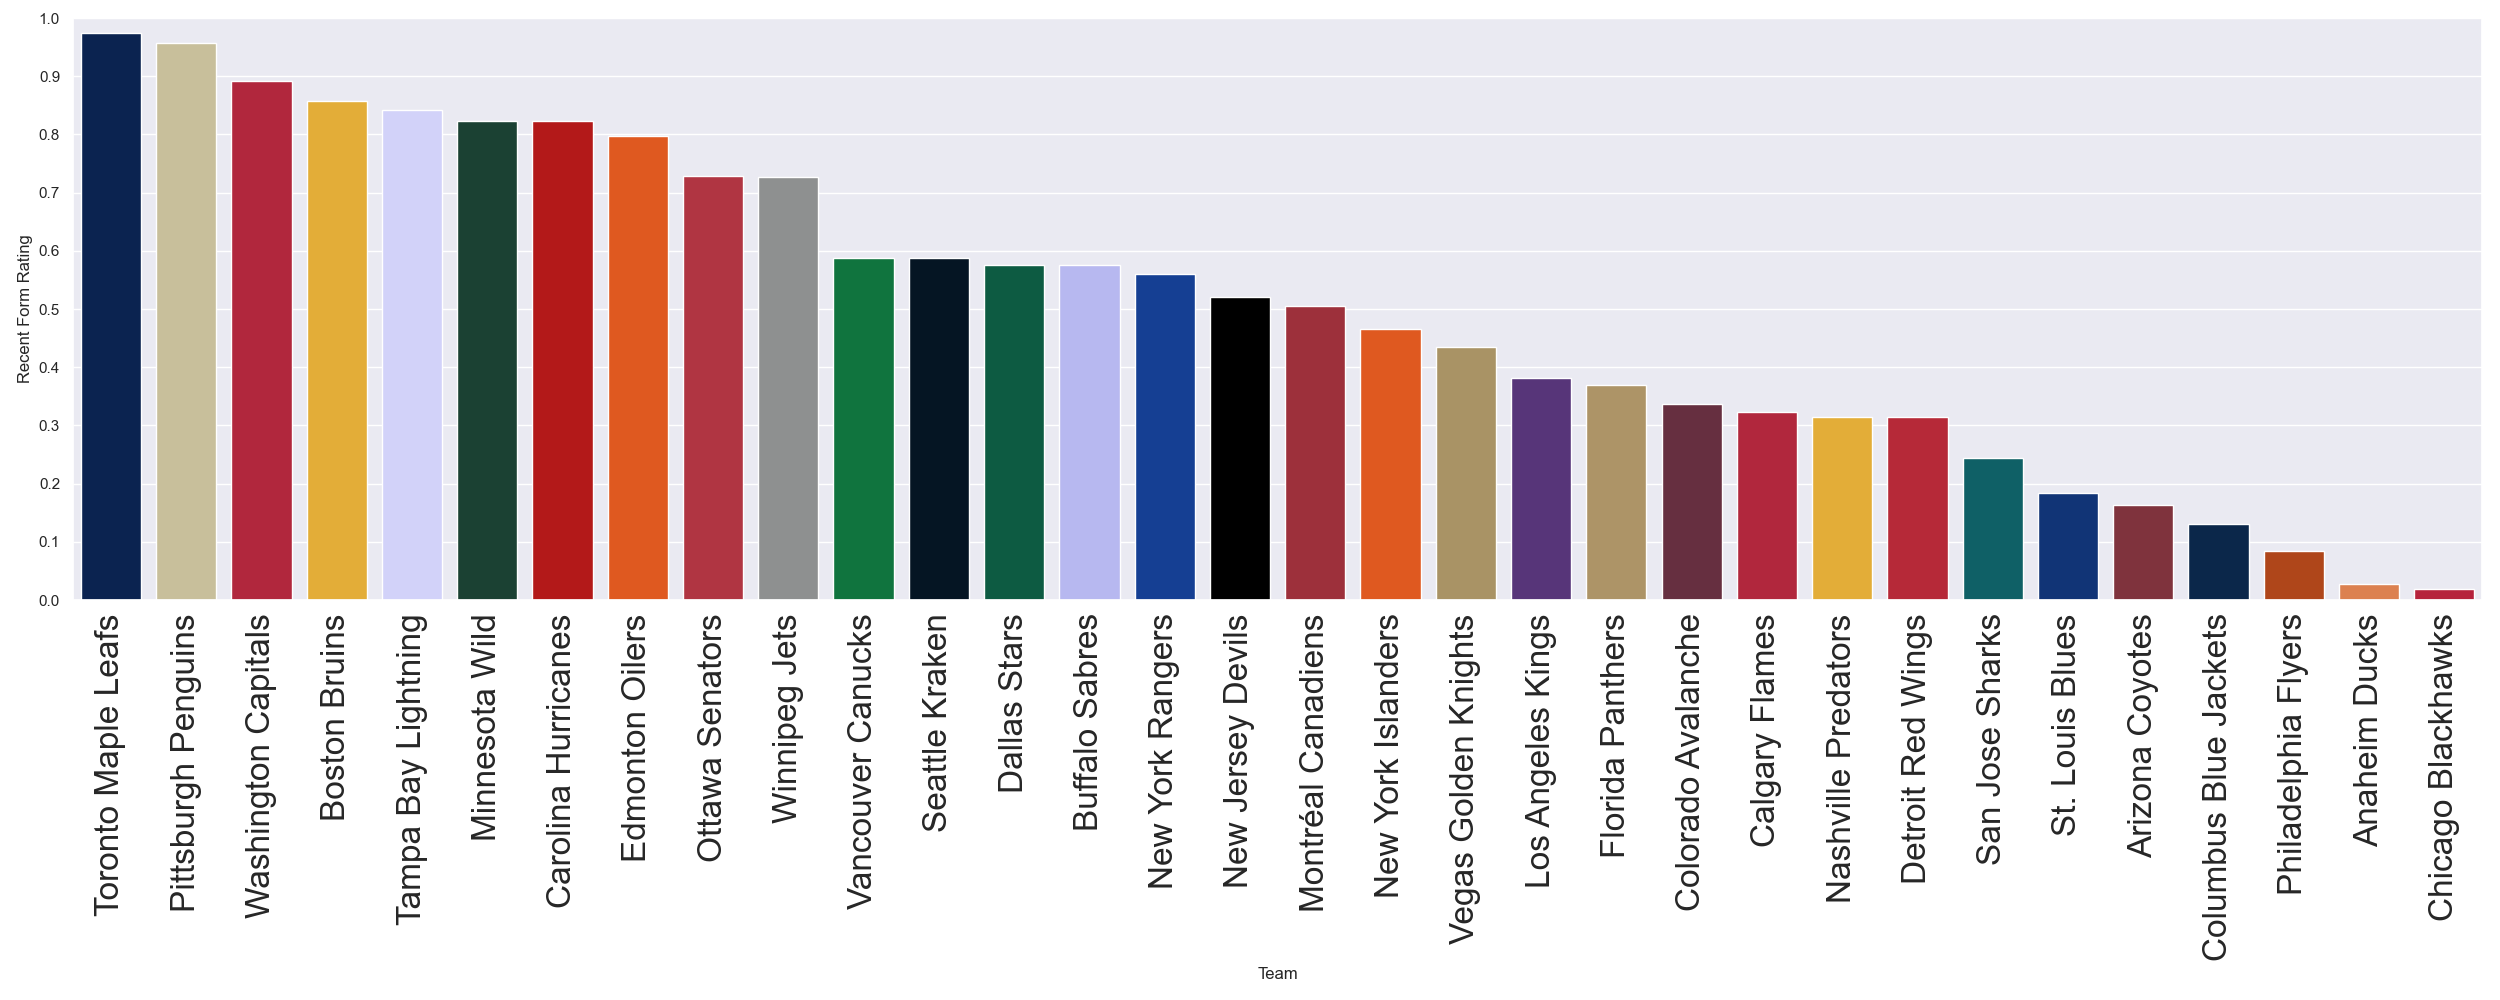 1.0
0.9
0.8
0.7
0.6
0.5
0.4
0.3
0.2
0.1
0.0
Recent Form Rating
Toronto Maple Leafs
Pittsburgh Penguins
Washington Capitals
Boston Bruins
Tampa Bay Lightning
Minnesota Wild
Carolina Hurricanes
Edmonton Oilers
Ottawa Senators
Winnipeg Jets
Vancouver Canucks
Seattle Kraken
Dallas Stars
Buffalo Sabres
New York Rangers
New Jersey Devils
Montréal Canadiens
New York Islanders
Vegas Golden Knights
Los Angeles Kings
Florida Panthers
Colorado Avalanche
Calgary Flames
Nashville Predators
Detroit Red Wings
San Jose Sharks
St. Louis Blues
Arizona Coyotes
Columbus Blue Jackets
Philadelphia Flyers
Anaheim Ducks
Chicago Blackhawks
Team